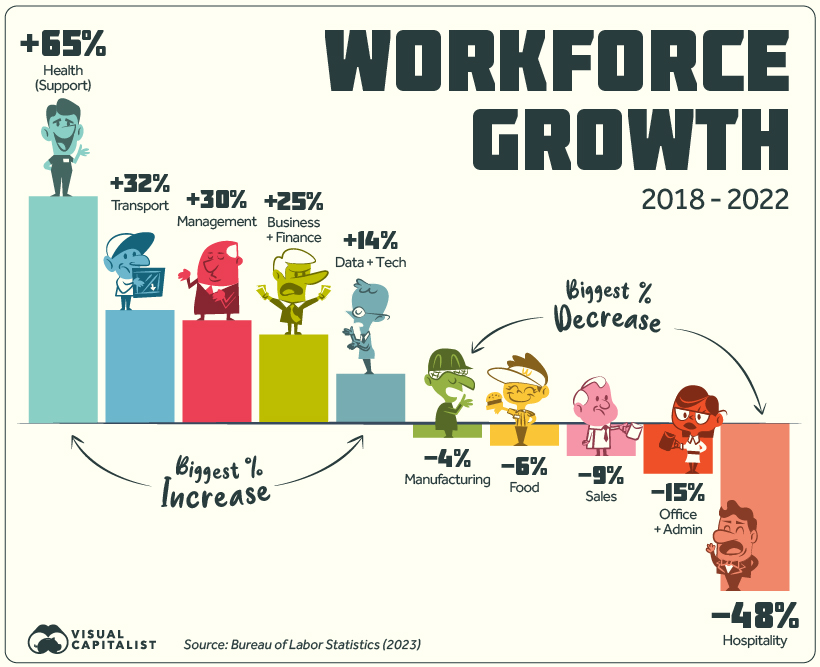 WORKFORCE
GROWTH
2018 - 2022
+65%
Health
(Support)
+32%
Transport
+30%
Management
+25%
Business
+ Finance
+14%
Data + Tech
Biggest %
Decrease
Biggest %
Increase
-4%
Manufacturing
-6%
Food
-9%
Sales
-15%
Office
+ Admin
-48%
Hospitality
VISUAL
CAPITALIST
Source: Bureau of Labor Statistics (2023)